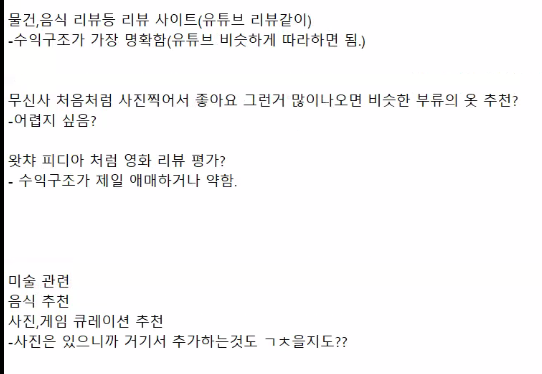 물건,음식 리뷰등 리뷰 사이트(유튜브 리뷰같이)
-수익구조가 가장 명확함(유튜브 비슷하게 따라하면 됨.)
무신사 처음처럼 사진찍어서 좋아요 그런거 많이나오면 비슷한 부류의 옷 추천?
-어렵지 싶음?
왓챠 피디아 처럼 영화 리뷰 평가?
- 수익구조가 제일 애매하거나 약함.
미술 관련
음식 추천
사진,게임 큐레이션 추천
-사진은 있으니까 거기서 추가하는것도 ㄱㅊ을지도??